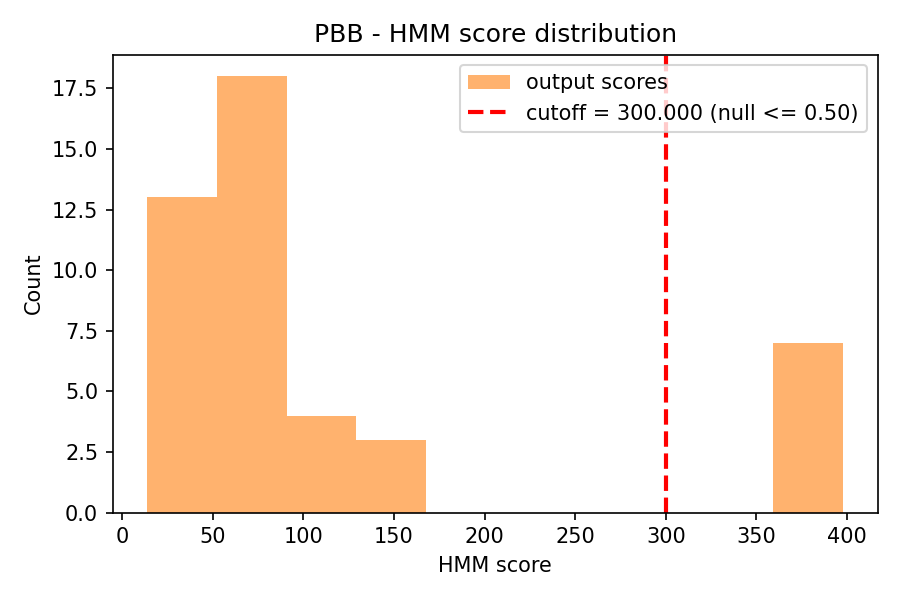 PBB - HMM score distribution
output scores
cutoff = 300.000 (null <= 0.50)
17.5
15.0
12.5
10.0
7.5
5.0
2.5
0.0
Count
0 50 100 150 200 250 300 350 400
HMM score